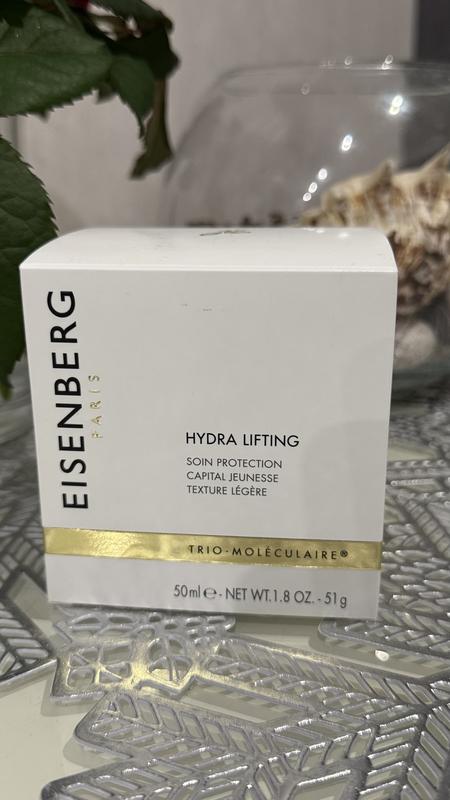 EISENBERG
PARIS
HYDRA LIFTING
SOIN PROTECTION
CAPITAL JEUNESSE
TEXTURE LÉGÈRE
TRIO-MOLÉCULAIRE®
50ml ℮ - NET WT.1.8 OZ. - 51g